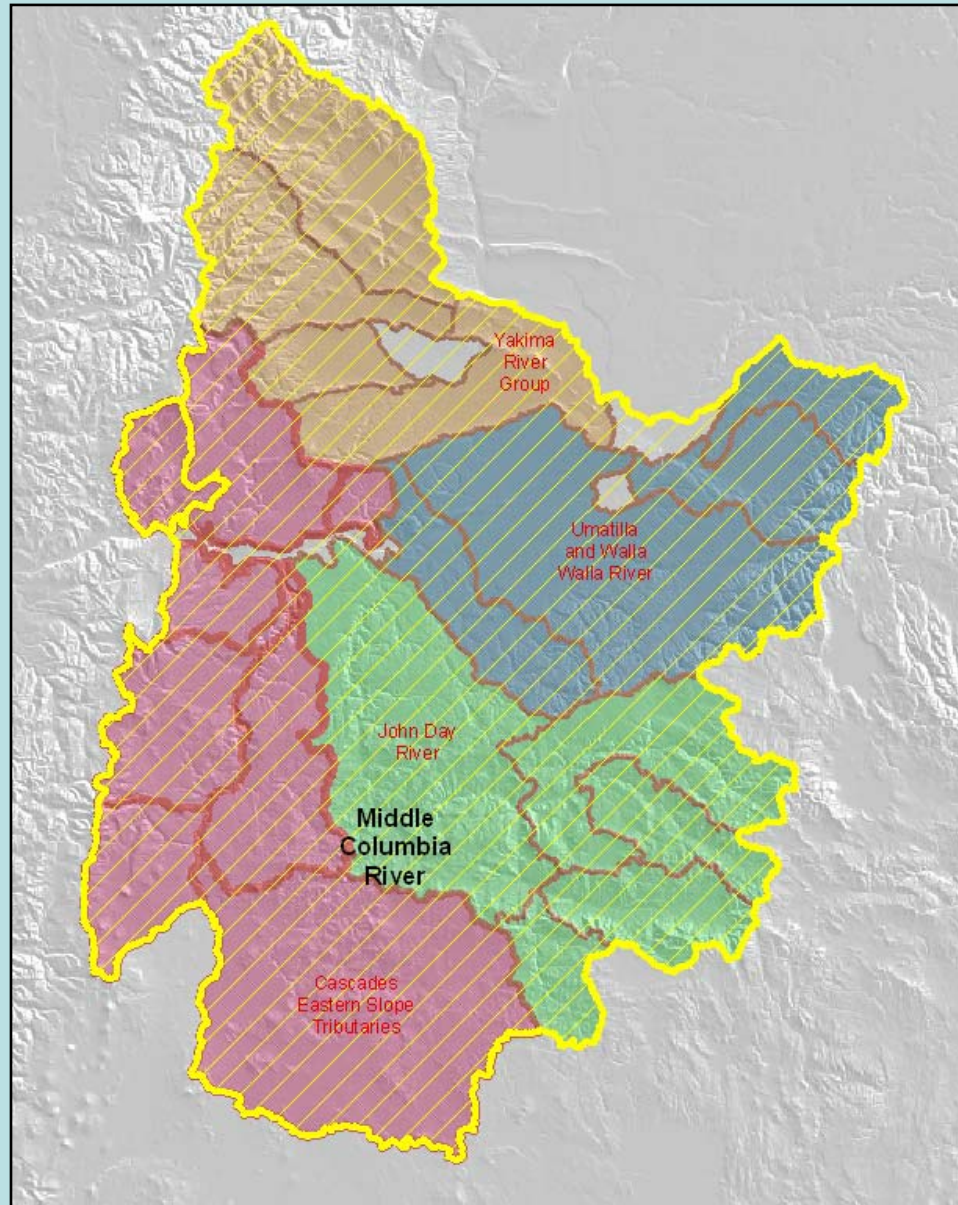 Yakima
River
Group
Umatilla
and Walla
Walla River
John Day
River
Middle
Columbia
River
Cascades
Eastern Slope
Tributaries